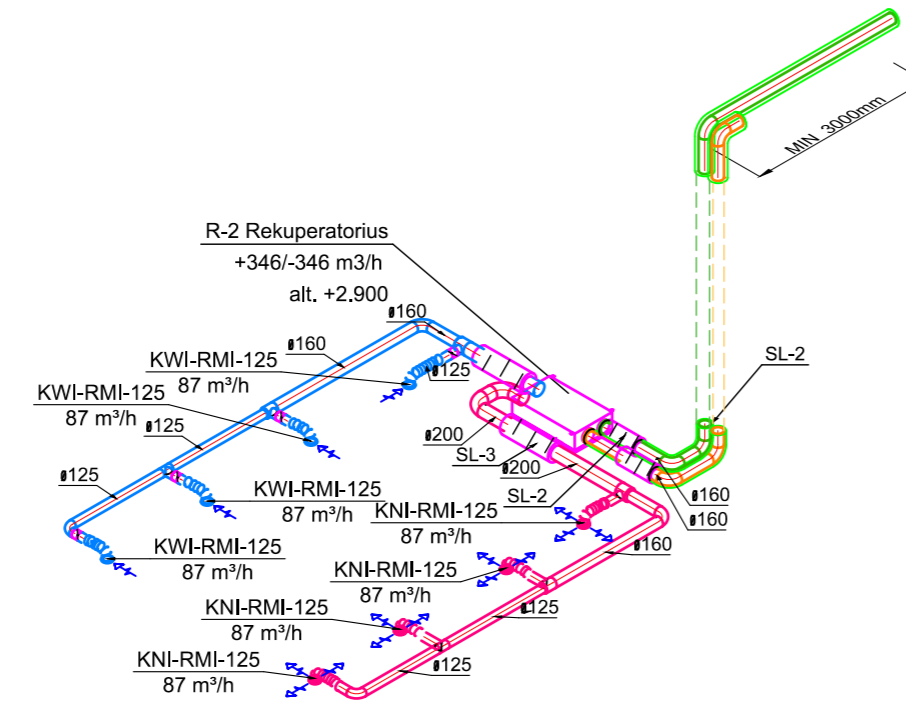 MIN 3000mm
R-2 Rekuperatorius
+346/-346 m3/h
alt. +2.900
ø160
ø160
KWI-RMI-125
87 m³/h
ø125
SL-2
KWI-RMI-125
87 m³/h
ø125
ø200
SL-3
ø200
ø125
KWI-RMI-125
87 m³/h
SL-2
ø160
KNI-RMI-125
87 m³/h
ø160
KWI-RMI-125
87 m³/h
ø160
KNI-RMI-125
87 m³/h
ø125
KNI-RMI-125
87 m³/h
KNI-RMI-125
87 m³/h
ø125